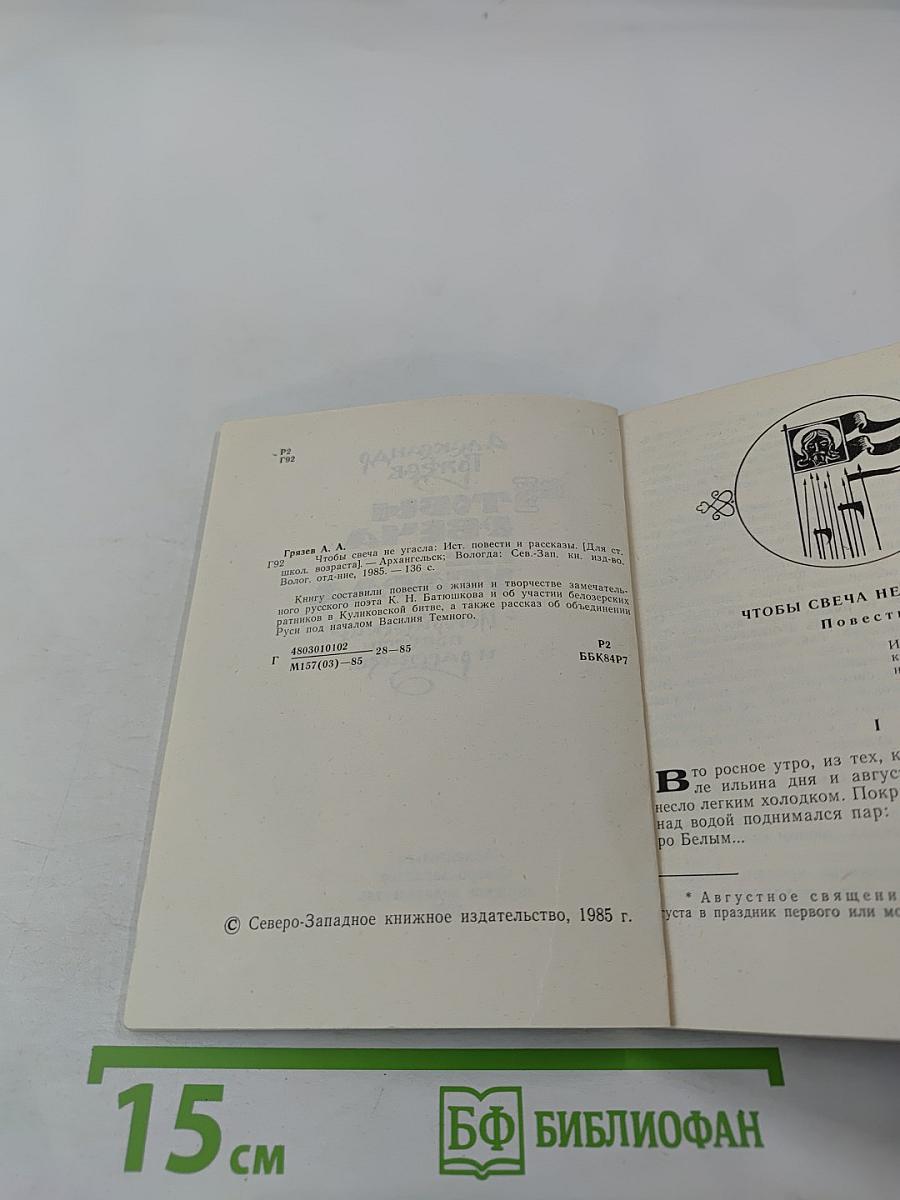 Р2
Г92
Грязев А. А.
Г92 Чтобы свеча не угасла: Ист. повести и рассказы. [Для ст.
школ. возраста]. — Архангельск; Вологда: Сев.-Зап. кн. изд-во.
Волог. отд-ние, 1985. — 136 с.
Книгу составили повести о жизни и творчестве замечатель-
ного русского поэта К. Н. Батюшкова и об участии белозерских
ратников в Куликовской битве, а также рассказ об объединении
Руси под началом Василия Темного.
Г 4803010102 28—85 Р2
М157(03)—85 ББК84Р7
© Северо-Западное книжное издательство, 1985 г.
ЧТОБЫ СВЕЧА НЕ
Повесть
I
В то росное утро, из тех, к
ле ильина дня и август
несло легким холодком. Покр
над водой поднимался пар:
ро Белым...
* Августное священи
густа в праздник первого или мо
15 см
БФ БИБЛИОФАН